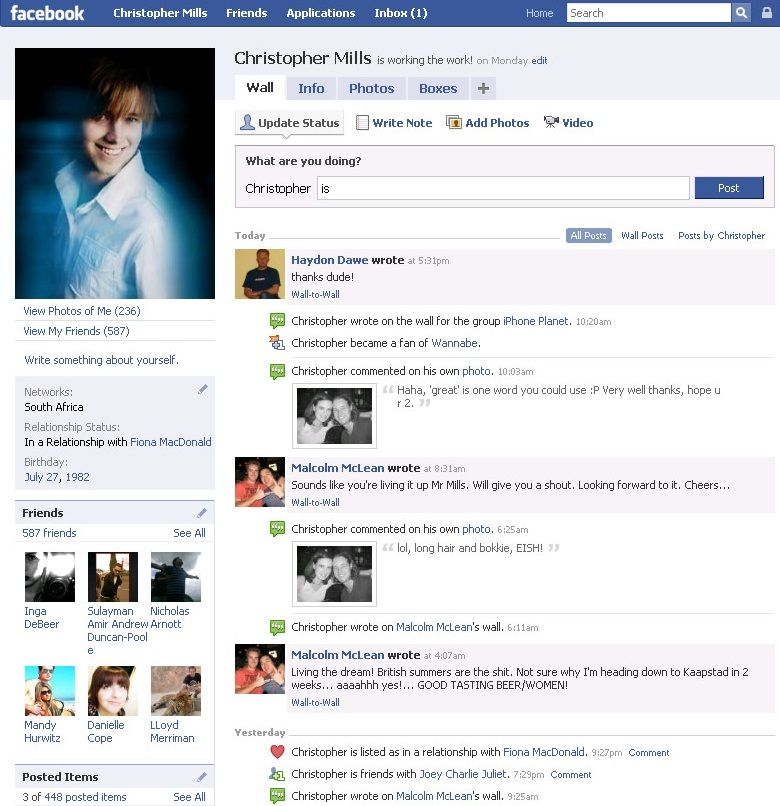 facebook Christopher Mills Friends Applications Inbox (1) Home Search
Christopher Mills is working the work! on Monday edit
Wall Info Photos Boxes +
Update Status Write Note Add Photos Video
What are you doing?
Christopher is Post
Today All Posts Wall Posts Posts by Christopher
Haydon Dawe wrote at 5:31pm
thanks dude!
Wall-to-Wall
Christopher wrote on the wall for the group iPhone Planet. 10:20am
Christopher became a fan of Wannabe.
Christopher commented on his own photo. 10:03am
“ Haha, 'great' is one word you could use :P Very well thanks, hope u
r 2. ”
Malcolm McLean wrote at 8:31am
Sounds like you're living it up Mr Mills. Will give you a shout. Looking forward to it. Cheers...
Wall-to-Wall
Christopher commented on his own photo. 6:25am
“ lol, long hair and bokkie, EISH! ”
Christopher wrote on Malcolm McLean's wall. 6:11am
Malcolm McLean wrote at 4:07am
Living the dream! British summers are the shit. Not sure why I'm heading down to Kaapstad in 2
weeks... aaaahhh yes!... GOOD TASTING BEER/WOMEN!
Wall-to-Wall
Yesterday
Christopher is listed as in a relationship with Fiona MacDonald. 9:27pm Comment
Christopher is friends with Joey Charlie Juliet. 7:29pm Comment
Christopher wrote on Malcolm McLean's wall. 9:25am
View Photos of Me (236)
View My Friends (587)
Write something about yourself.
Networks:
South Africa
Relationship Status:
In a Relationship with Fiona MacDonald
Birthday:
July 27, 1982
Friends
587 friends See All
Inga
DeBeer
Sulayman
Amir Andrew
Duncan-Pool
e
Nicholas
Arnott
Mandy
Hurwitz
Danielle
Cope
LLoyd
Merriman
Posted Items
3 of 448 posted items See All